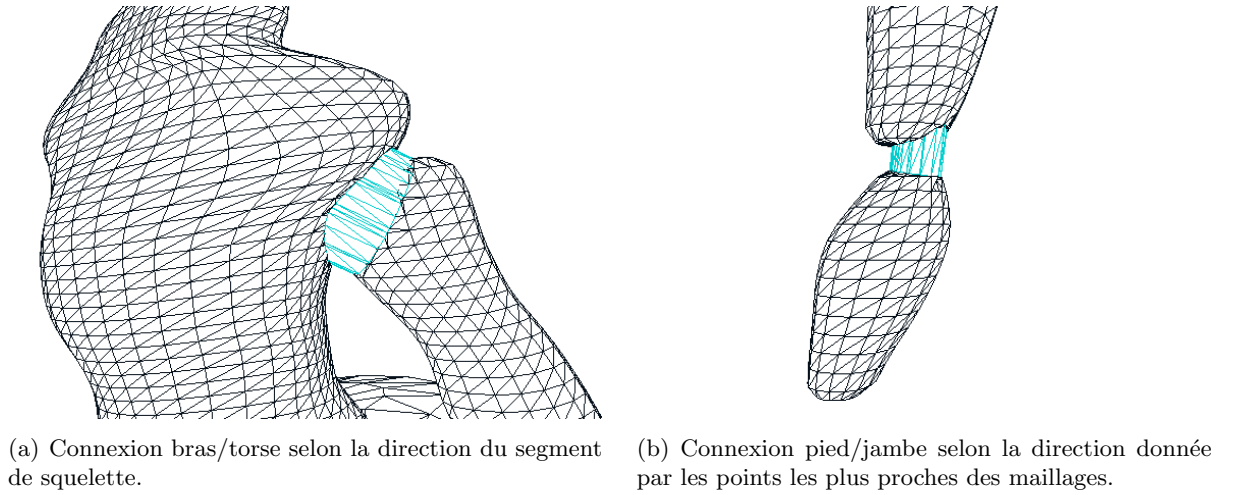 (a) Connexion bras/torse selon la direction du segment
de squelette.
(b) Connexion pied/jambe selon la direction donnée
par les points les plus proches des maillages.